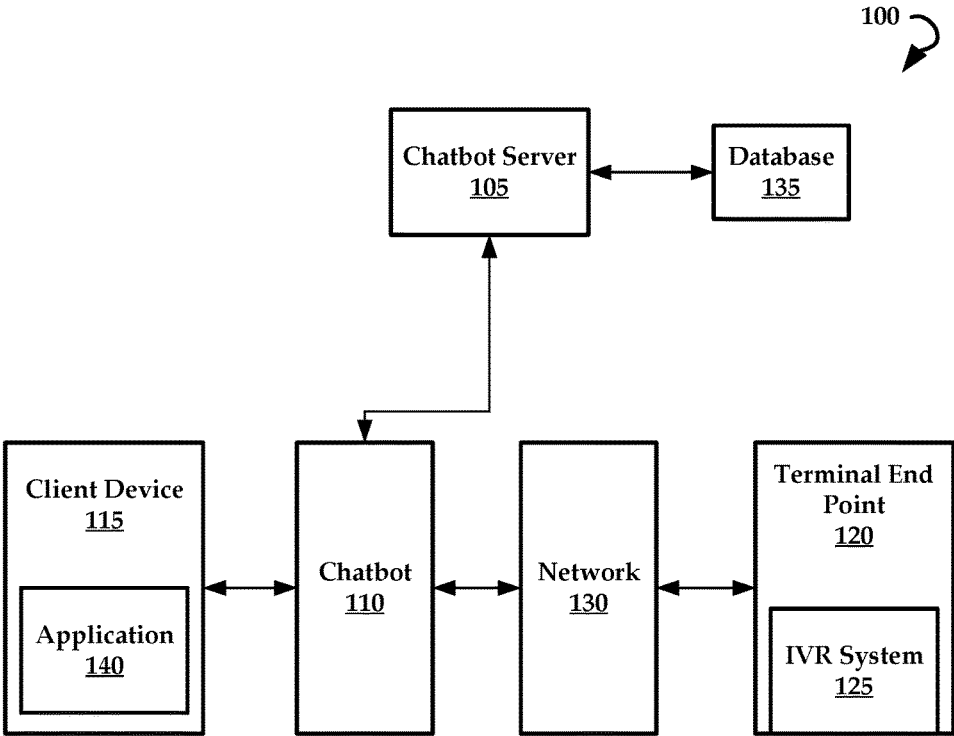 100
Chatbot Server
105
Database
135
Client Device
115
Application
140
Chatbot
110
Network
130
Terminal End
Point
120
IVR System
125